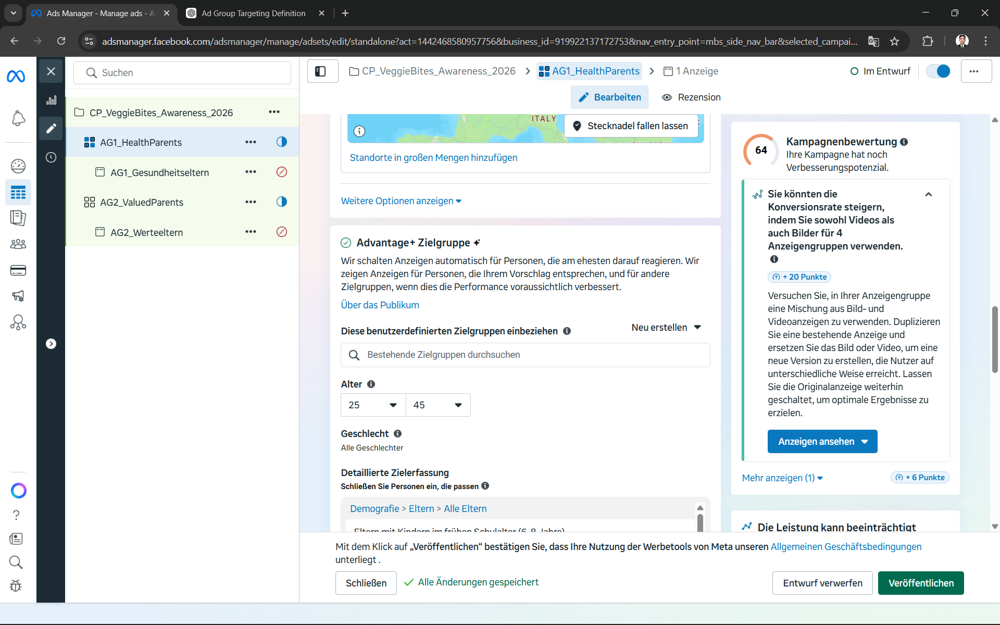 Ads Manager - Manage ads - A
Ad Group Targeting Definition
adsmanager.facebook.com/adsmanager/manage/adsets/edit/standalone?act=1442468580957756&business_id=919922137172753&nav_entry_point=mbs_side_nav_bar&selected_campai...
Suchen
CP_VeggieBites_Awareness_2026
AG1_HealthParents
AG1_Gesundheitseltern
AG2_ValuedParents
AG2_Werteeltern
CP_VeggieBites_Awareness_2026
AG1_HealthParents
1 Anzeige
Im Entwurf
Bearbeiten
Rezension
ITALY
Stecknadel fallen lassen
Standorte in großen Mengen hinzufügen
Weitere Optionen anzeigen
Advantage+ Zielgruppe
Wir schalten Anzeigen automatisch für Personen, die am ehesten darauf reagieren. Wir
zeigen Anzeigen für Personen, die Ihrem Vorschlag entsprechen, und für andere
Zielgruppen, wenn dies die Performance voraussichtlich verbessert.
Über das Publikum
Diese benutzerdefinierten Zielgruppen einbeziehen
Neu erstellen
Bestehende Zielgruppen durchsuchen
Alter
25
45
Geschlecht
Alle Geschlechter
Detaillierte Zielerfassung
Schließen Sie Personen ein, die passen
Demografie > Eltern > Alle Eltern
Eltern mit Kindern im frühen Schulalter (6-8 Jahre)
64
Kampagnenbewertung
Ihre Kampagne hat noch
Verbesserungspotenzial.
Sie könnten die
Konversionsrate steigern,
indem Sie sowohl Videos als
auch Bilder für 4
Anzeigengruppen verwenden.
+ 20 Punkte
Versuchen Sie, in Ihrer Anzeigengruppe
eine Mischung aus Bild- und
Videoanzeigen zu verwenden. Duplizieren
Sie eine bestehende Anzeige und
ersetzen Sie das Bild oder Video, um eine
neue Version zu erstellen, die Nutzer auf
unterschiedliche Weise erreicht. Lassen
Sie die Originalanzeige weiterhin
geschaltet, um optimale Ergebnisse zu
erzielen.
Anzeigen ansehen
Mehr anzeigen (1)
+ 6 Punkte
Die Leistung kann beeinträchtigt
Mit dem Klick auf „Veröffentlichen“ bestätigen Sie, dass Ihre Nutzung der Werbetools von Meta unseren Allgemeinen Geschäftsbedingungen
unterliegt .
Schließen
Alle Änderungen gespeichert
Entwurf verwerfen
Veröffentlichen